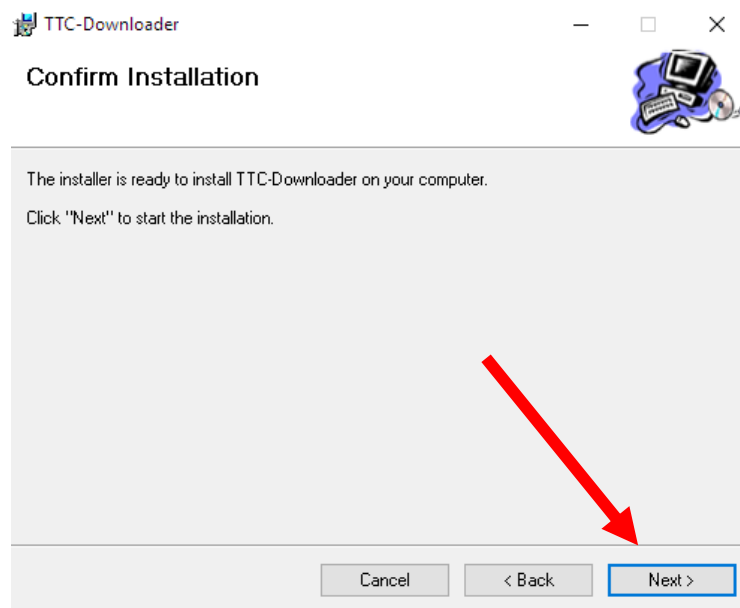 TTC-Downloader
Confirm Installation
The installer is ready to install TTC-Downloader on your computer.
Click "Next" to start the installation.
Cancel
< Back
Next >